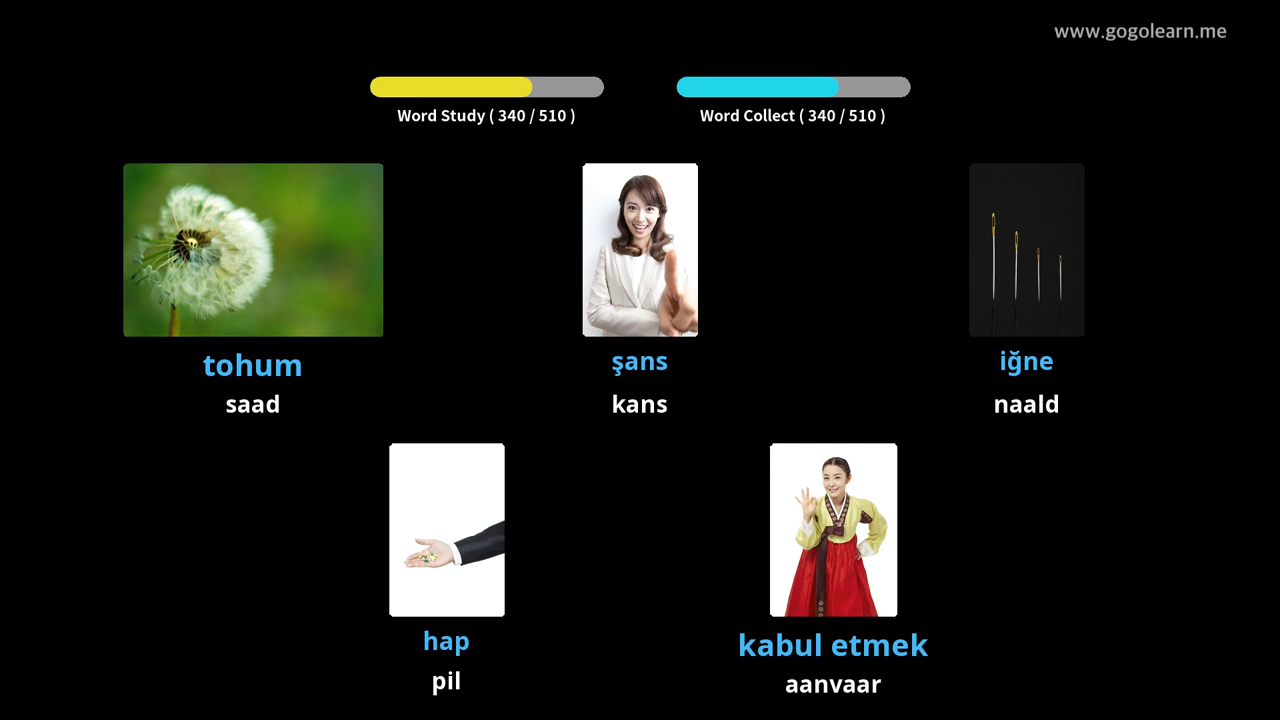 www.gogolearn.me
Word Study ( 340 / 510 )
Word Collect ( 340 / 510 )
tohum
saad
şans
kans
iğne
naald
hap
pil
kabul etmek
aanvaar